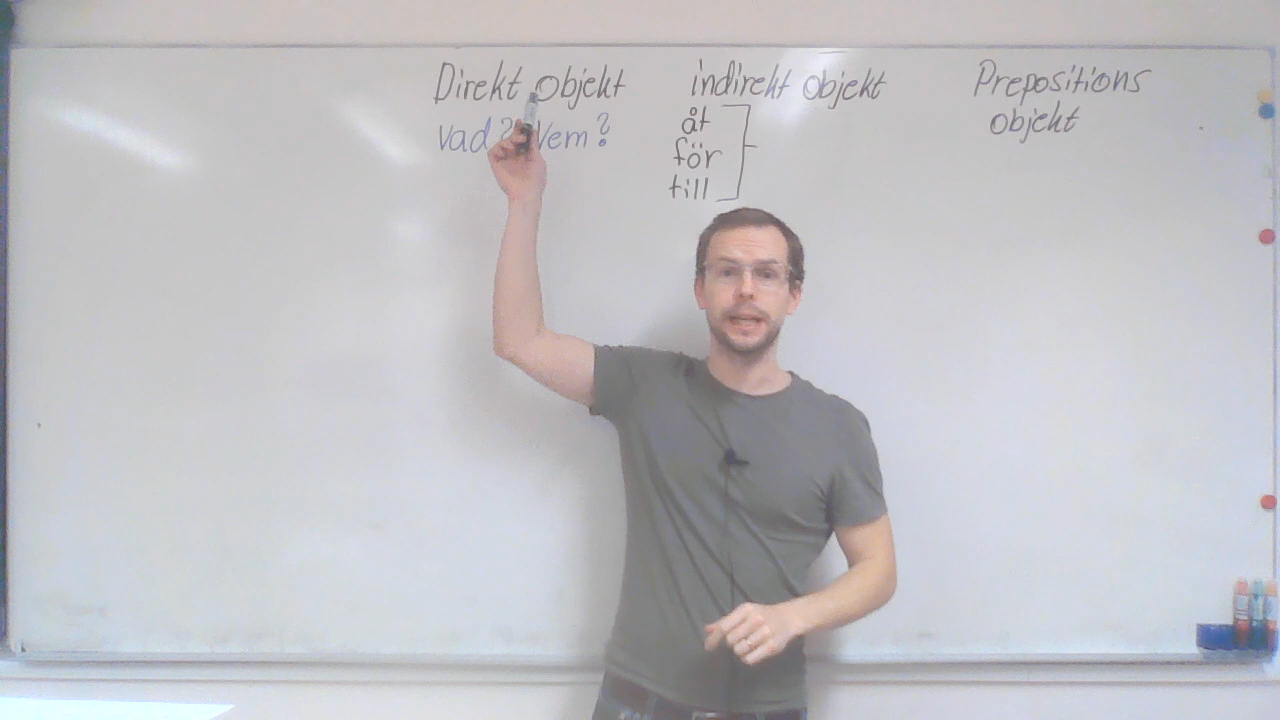 Direkt objekt
vad? Vem?
indirekt objekt
åt
för
till
Prepositions
objekt